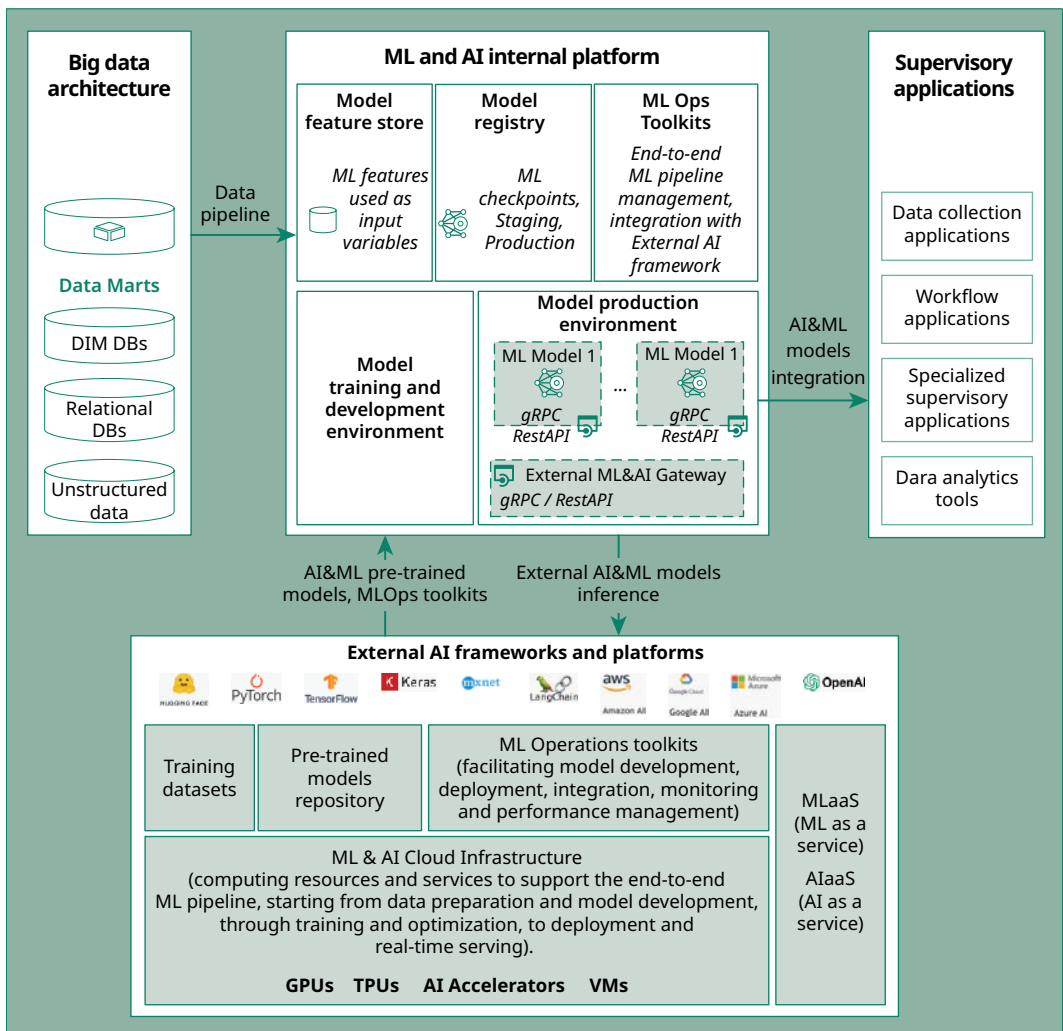 Big data
architecture
Data Marts
DIM DBs
Relational
DBs
Unstructured
data
Data
pipeline
ML and AI internal platform
Model
feature store
ML features
used as
input
variables
Model
registry
ML
checkpoints,
Staging,
Production
ML Ops
Toolkits
End-to-end
ML pipeline
management,
integration with
External AI
framework
Model
training and
development
environment
Model production
environment
ML Model 1
gRPC
RestAPI
...
ML Model 1
gRPC
RestAPI
External ML&AI Gateway
gRPC / RestAPI
AI&ML
models
integration
Supervisory
applications
Data collection
applications
Workflow
applications
Specialized
supervisory
applications
Dara analytics
tools
AI&ML pre-trained
models, MLOps toolkits
External AI&ML models
inference
External AI frameworks and platforms
HUGGING FACE
PyTorch
TensorFlow
K Keras
mxnet
LangChain
aws
Amazon AII
Google Cloud
Google AII
Microsoft
Azure
Azure AI
OpenAI
Training
datasets
Pre-trained
models
repository
ML Operations toolkits
(facilitating model development,
deployment, integration, monitoring
and performance management)
MLaaS
(ML as a
service)
AIaaS
(AI as a
service)
ML & AI Cloud Infrastructure
(computing resources and services to support the end-to-end
ML pipeline, starting from data preparation and model development,
through training and optimization, to deployment and
real-time serving).
GPUs TPUs AI Accelerators VMs